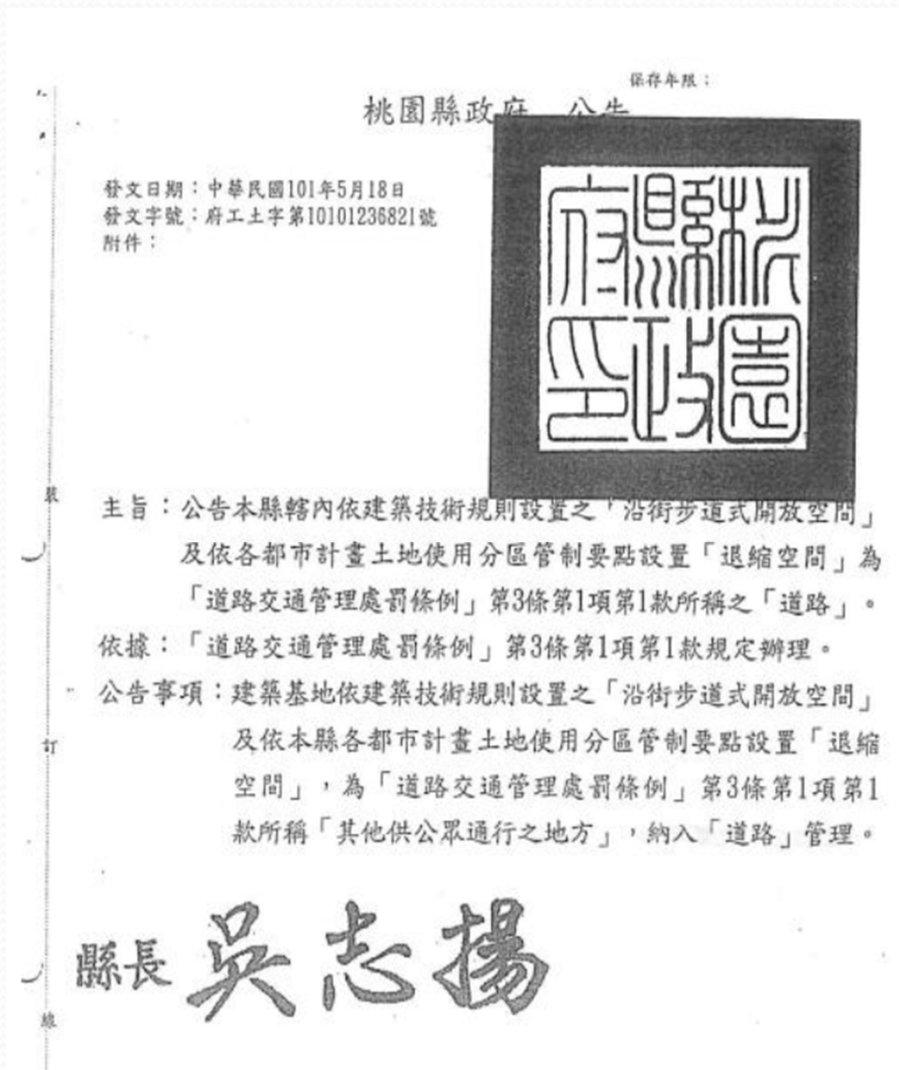 保存年限：
桃園縣政府 公告
發文日期：中華民國101年5月18日
發文字號：府工土字第10101236821號
附件：
桃園縣政府印
裝
主旨：公告本縣轄內依建築技術規則設置之「沿街步道式開放空間」
及依各都市計畫土地使用分區管制要點設置「退縮空間」為
「道路交通管理處罰條例」第3條第1項第1款所稱之「道路」。
依據：「道路交通管理處罰條例」第3條第1項第1款規定辦理。
公告事項：建築基地依建築技術規則設置之「沿街步道式開放空間」
訂
及依本縣各都市計畫土地使用分區管制要點設置「退縮
空間」，為「道路交通管理處罰條例」第3條第1項第1
款所稱「其他供公眾通行之地方」，納入「道路」管理。
縣長 吳志揚
線